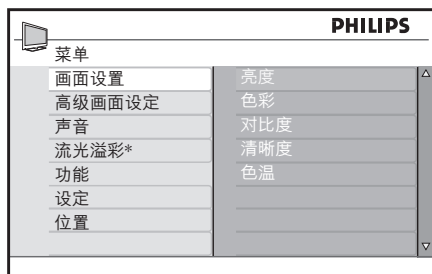 PHILIPS
菜单
画面设置 亮度
高级画面设定 色彩
声音 对比度
流光溢彩* 清晰度
功能 色温
设定
位置